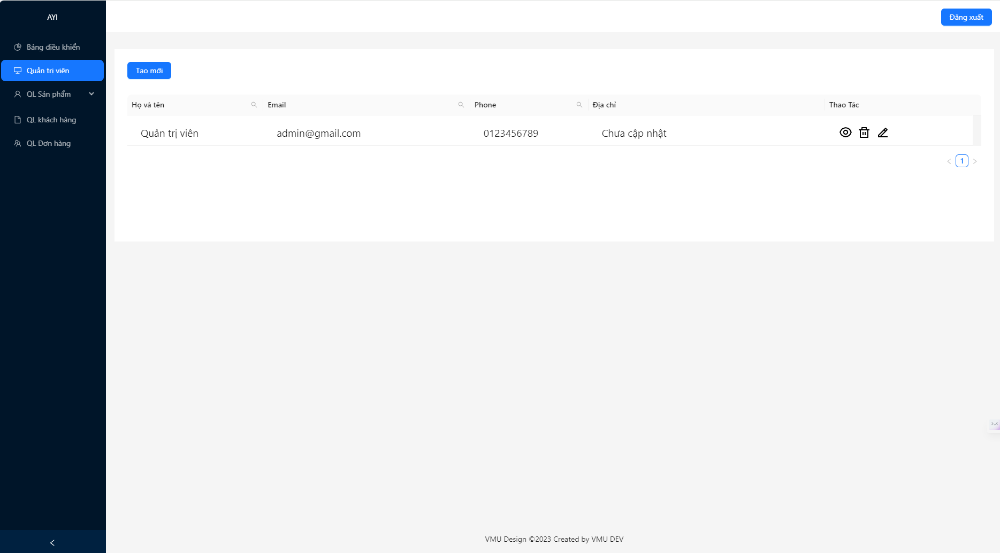 AYI
Đăng xuất
Bảng điều khiển
Quản trị viên
QL Sản phẩm
QL khách hàng
QL Đơn hàng
Tạo mới
Họ và tên Email Phone Địa chỉ Thao Tác
Quản trị viên admin@gmail.com 0123456789 Chưa cập nhật
1
VMU Design ©2023 Created by VMU DEV